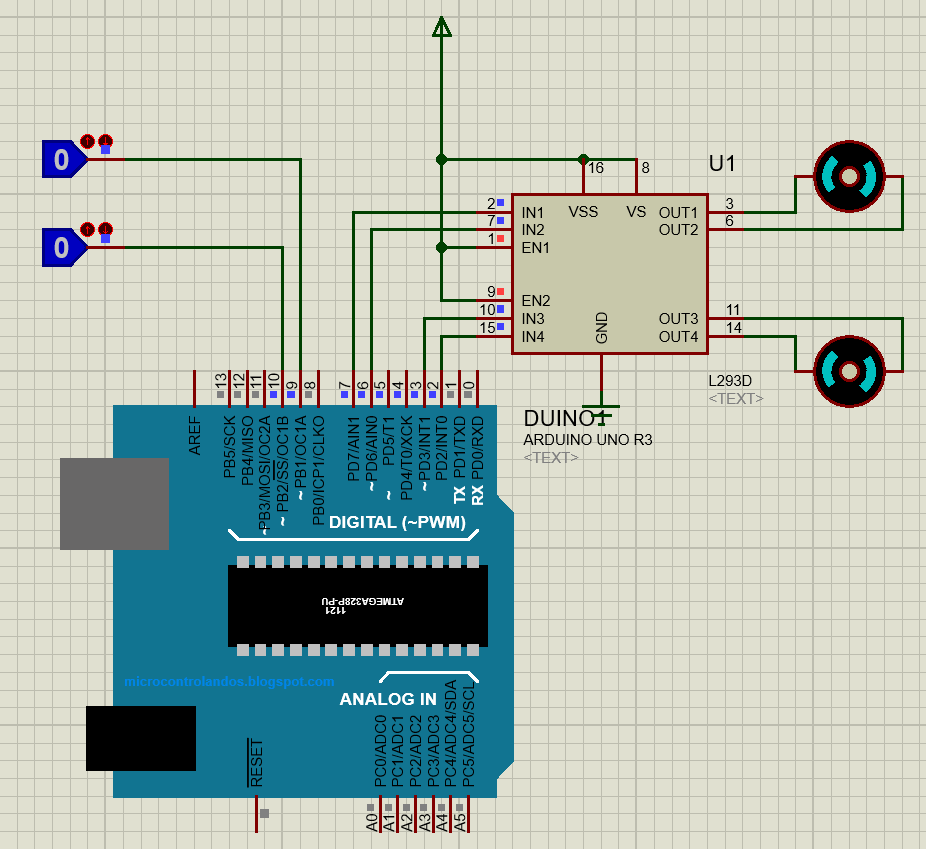 0
0
U1
16
8
VSS
VS
2
IN1
7
IN2
1
EN1
9
EN2
10
IN3
15
IN4
GND
OUT1
3
OUT2
6
OUT3
11
OUT4
14
L293D
<TEXT>
DUINO1
ARDUINO UNO R3
<TEXT>
13
12
11
10
9
8
7
6
5
4
3
2
1
0
AREF
PB5/SCK
PB4/MISO
~PB3/MOSI/OC2A
~ PB2/SS/OC1B
~ PB1/OC1A
PB0/ICP1/CLKO
PD7/AIN1
~ PD6/AIN0
~ PD5/T1
PD4/T0/XCK
~ PD3/INT1
PD2/INT0
TX PD1/TXD
RX PD0/RXD
DIGITAL (~PWM)
1121
ATMEGA328P-PU
microcontrolandos.blogspot.com
ANALOG IN
RESET
PC0/ADC0
PC1/ADC1
PC2/ADC2
PC3/ADC3
PC4/ADC4/SDA
PC5/ADC5/SCL
A0
A1
A2
A3
A4
A5